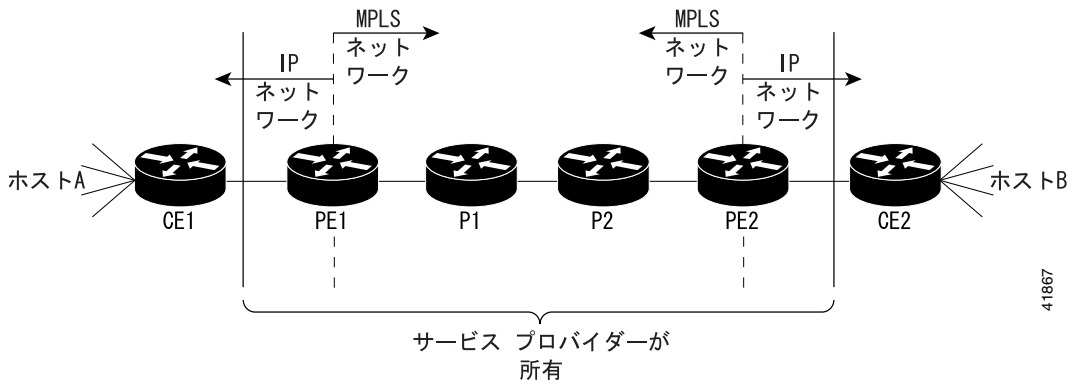 MPLS
ネット
ワーク
MPLS
ネット
ワーク
IP
ネット
ワーク
IP
ネット
ワーク
ホストA
ホストB
CE1
PE1
P1
P2
PE2
CE2
サービス プロバイダーが
所有
41867